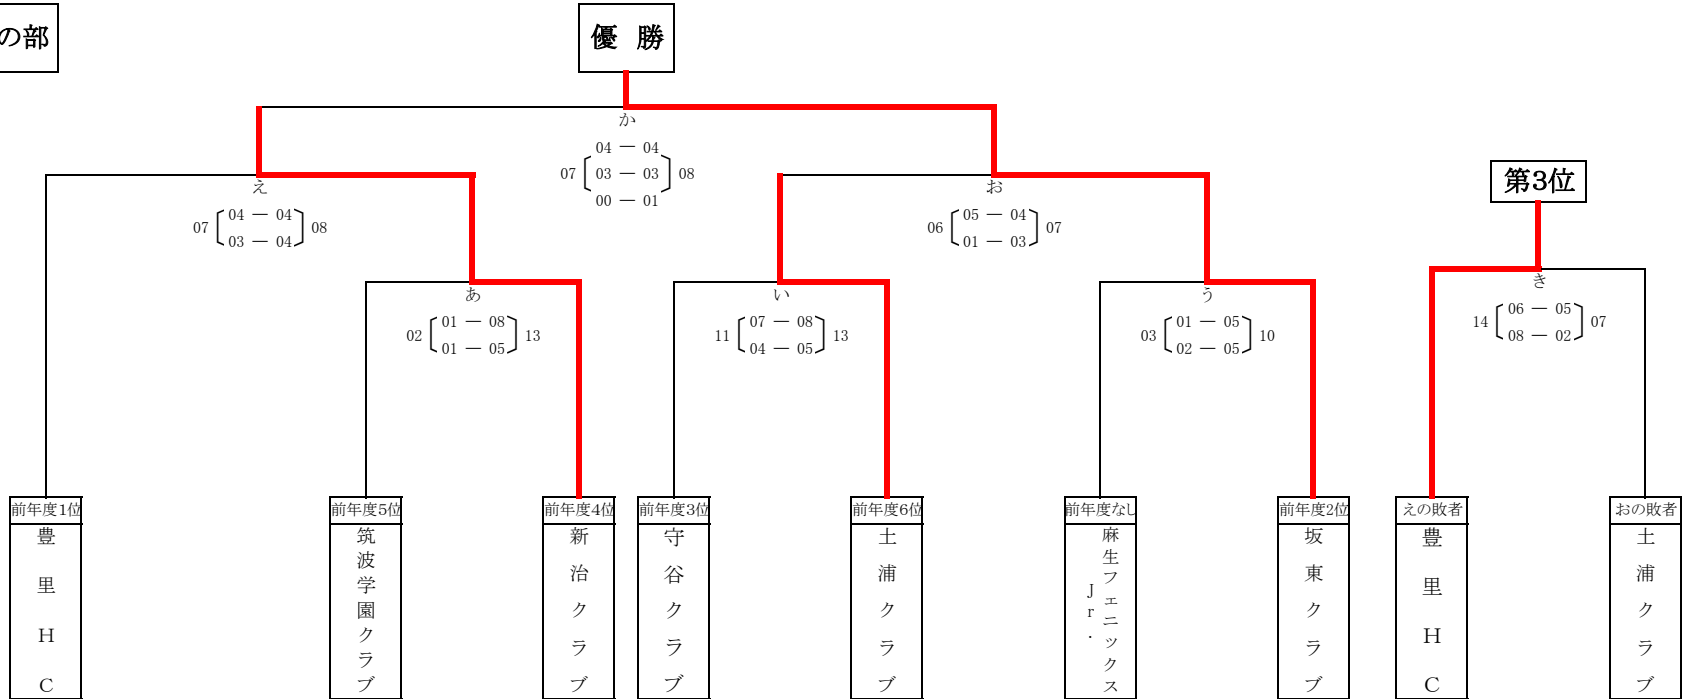 の部
優 勝
か
04 ― 04
07 03 ― 03 08
00 ― 01
第3位
え
04 ― 04
07 08
03 ― 04
お
05 ― 04
06 07
01 ― 03
あ
01 ― 08
02 13
01 ― 05
い
07 ― 08
11 13
04 ― 05
う
01 ― 05
03 10
02 ― 05
き
06 ― 05
14 07
08 ― 02
前年度1位
豊里HC
前年度5位
筑波学園クラブ
前年度4位
新治クラブ
前年度3位
守谷クラブ
前年度6位
土浦クラブ
前年度なし
麻生フェニックス
Jr.
前年度2位
坂東クラブ
えの敗者
豊里HC
おの敗者
土浦クラブ